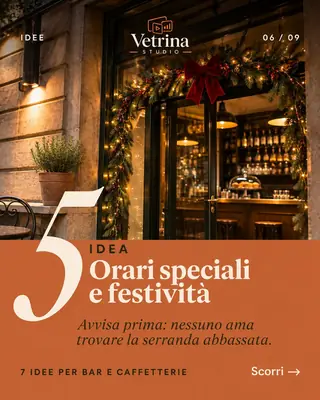 IDEE
Vetrina
STUDIO
06 / 09
5
IDEA
Orari speciali
e festività
Avvisa prima: nessuno ama
trovare la serranda abbassata.
7 IDEE PER BAR E CAFFETTERIE
Scorri →